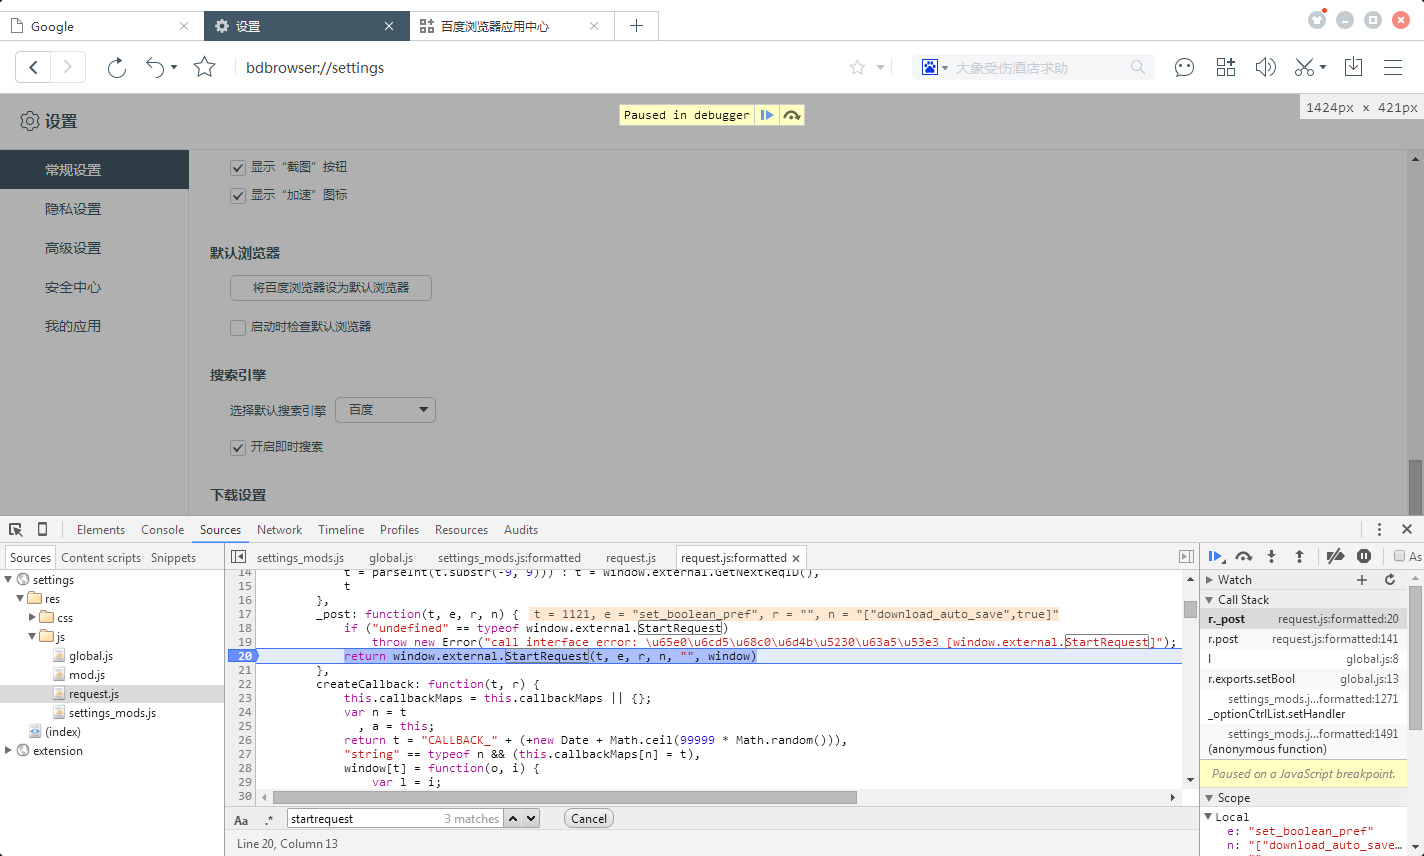 Google
设置
百度浏览器应用中心
bdbrowser://settings
大象受伤酒店求助
设置
Paused in debugger
1424px × 421px
常规设置
隐私设置
高级设置
安全中心
我的应用
显示“截图”按钮
显示“加速”图标
默认浏览器
将百度浏览器设为默认浏览器
启动时检查默认浏览器
搜索引擎
选择默认搜索引擎 百度
开启即时搜索
下载设置
Elements Console Sources Network Timeline Profiles Resources Audits
Sources Content scripts Snippets
settings
res
css
js
global.js
mod.js
request.js
settings_mods.js
(index)
extension
settings_mods.js global.js settings_mods.js:formatted request.js request.js:formatted
14 t = parseInt(t.substr(-9, 9))) : t = window.external.GetNextReqID(),
15 t
16 },
17 _post: function(t, e, r, n) { t = 1121, e = "set_boolean_pref", r = "", n = "["download_auto_save",true]"
18 if ("undefined" == typeof window.external.StartRequest)
19 throw new Error("call interface error: \u65e0\u6cd5\u68c0\u6d4b\u5230\u63a5\u53e3 [window.external.StartRequest]");
20 return window.external.StartRequest(t, e, r, n, "", window)
21 },
22 createCallback: function(t, r) {
23 this.callbackMaps = this.callbackMaps || {};
24 var n = t
25 , a = this;
26 return t = "CALLBACK_" + (+new Date + Math.ceil(99999 * Math.random())),
27 "string" == typeof n && (this.callbackMaps[n] = t),
28 window[t] = function(o, i) {
29 var l = i;
30
Aa .* startrequest 3 matches Cancel
Line 20, Column 13
As
Watch
Call Stack
r._post request.js:formatted:20
r.post request.js:formatted:141
l global.js:8
r.exports.setBool global.js:13
settings_mods.j...formatted:1271
_optionCtrlList.setHandler
settings_mods.j...formatted:1491
(anonymous function)
Paused on a JavaScript breakpoint.
Scope
Local
e: "set_boolean_pref"
n: "["download_auto_save…